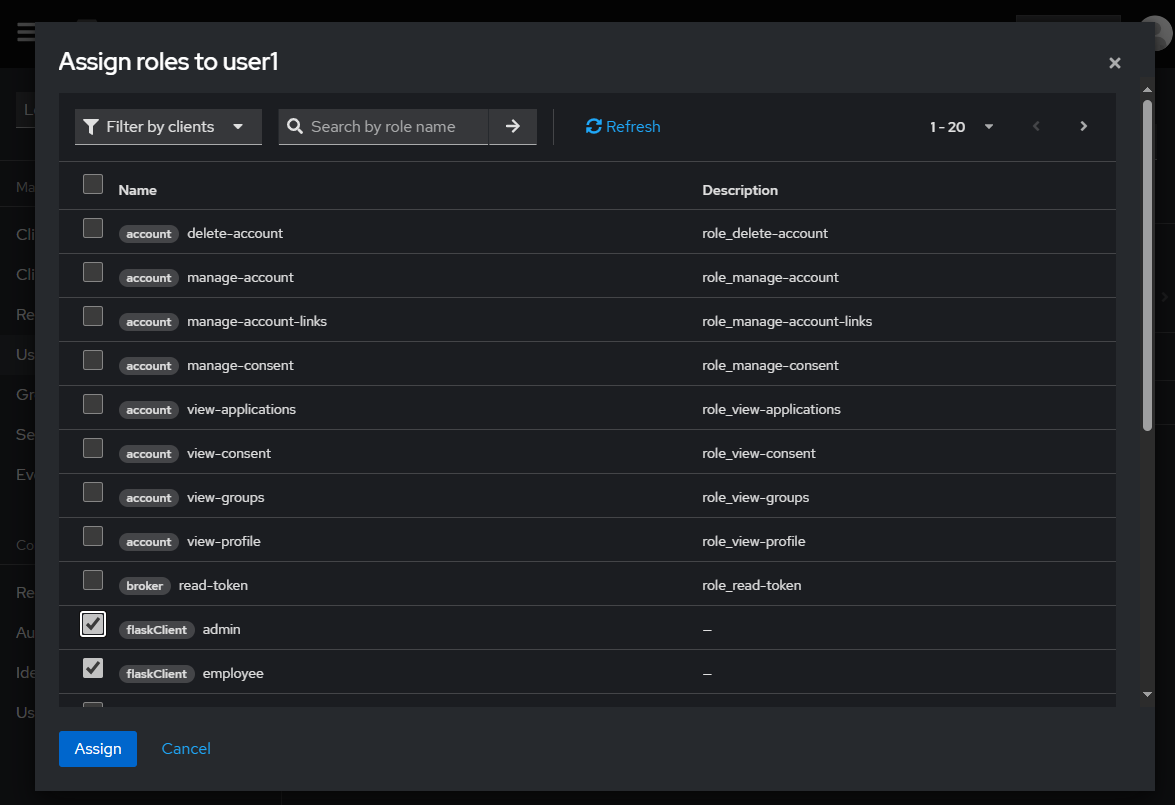 Assign roles to user1
Filter by clients
Search by role name
Refresh
1 - 20
Name Description
account delete-account role_delete-account
account manage-account role_manage-account
account manage-account-links role_manage-account-links
account manage-consent role_manage-consent
account view-applications role_view-applications
account view-consent role_view-consent
account view-groups role_view-groups
account view-profile role_view-profile
broker read-token role_read-token
flaskClient admin –
flaskClient employee –
Assign Cancel